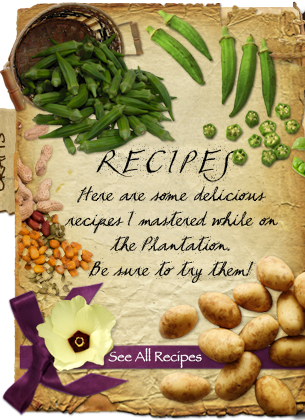 RECIPES
Here are some delicious
recipes I mastered while on
the Plantation.
Be sure to try them!
See All Recipes
CRAFTS